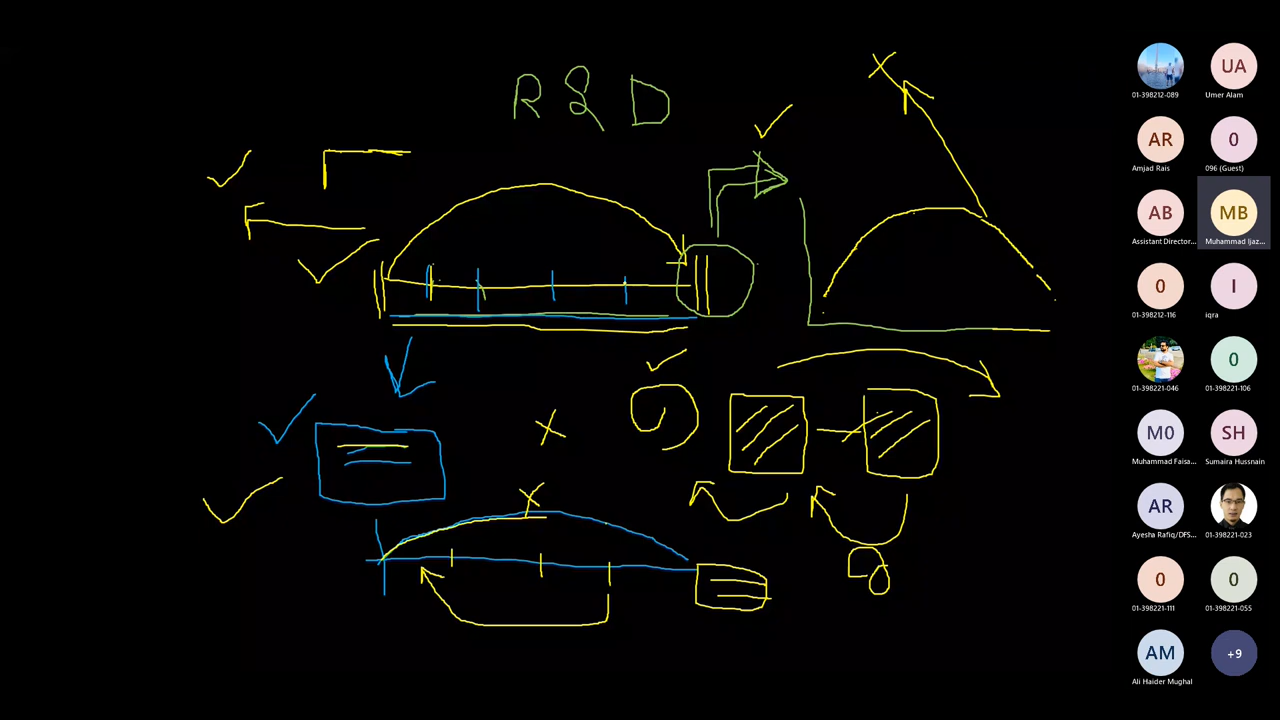 R & D
01-398212-089
UA
Umer Alam
AR
Amjad Rais
0
096 (Guest)
AB
Assistant Director...
MB
Muhammad Ijaz...
0
01-398212-116
I
iqra
01-398221-046
0
01-398221-106
M0
Muhammad Faisa...
SH
Sumaira Hussnain
AR
Ayesha Rafiq/DFS...
01-398221-023
0
01-398221-111
0
01-398221-055
AM
Ali Haider Mughal
+9